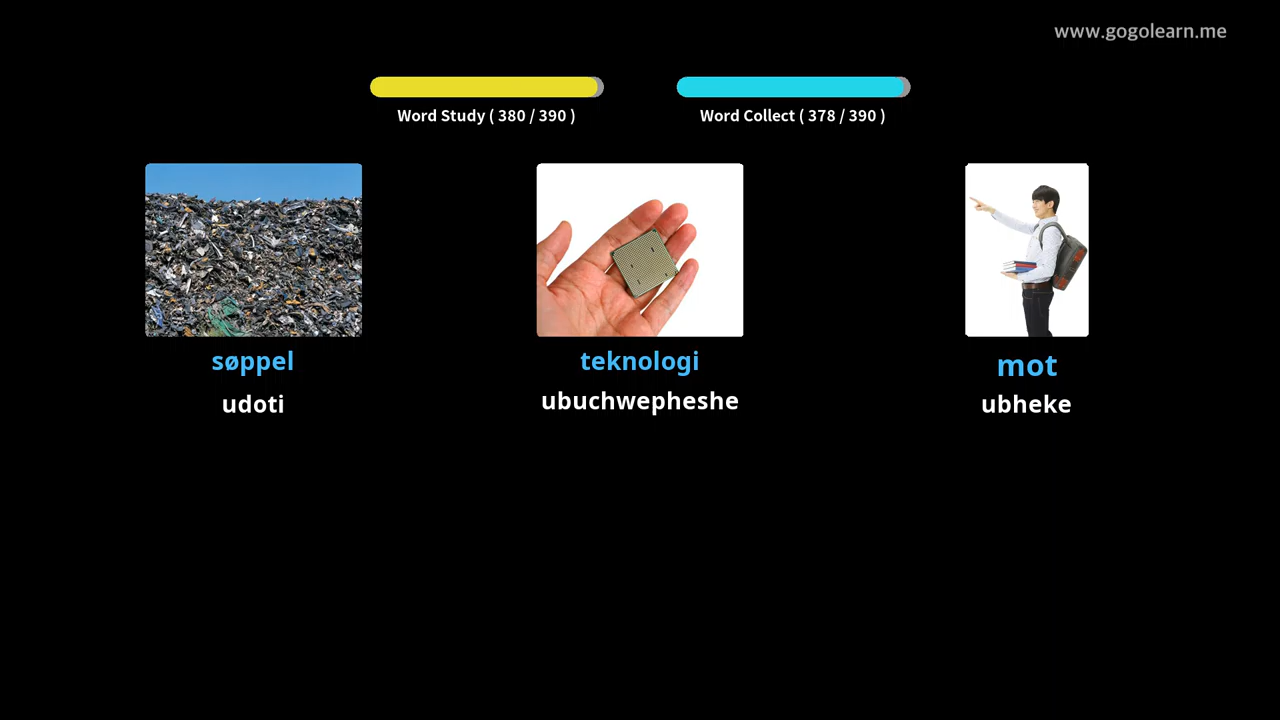 www.gogolearn.me
Word Study ( 380 / 390 )
Word Collect ( 378 / 390 )
søppel
teknologi
mot
udoti
ubuchwepheshe
ubheke